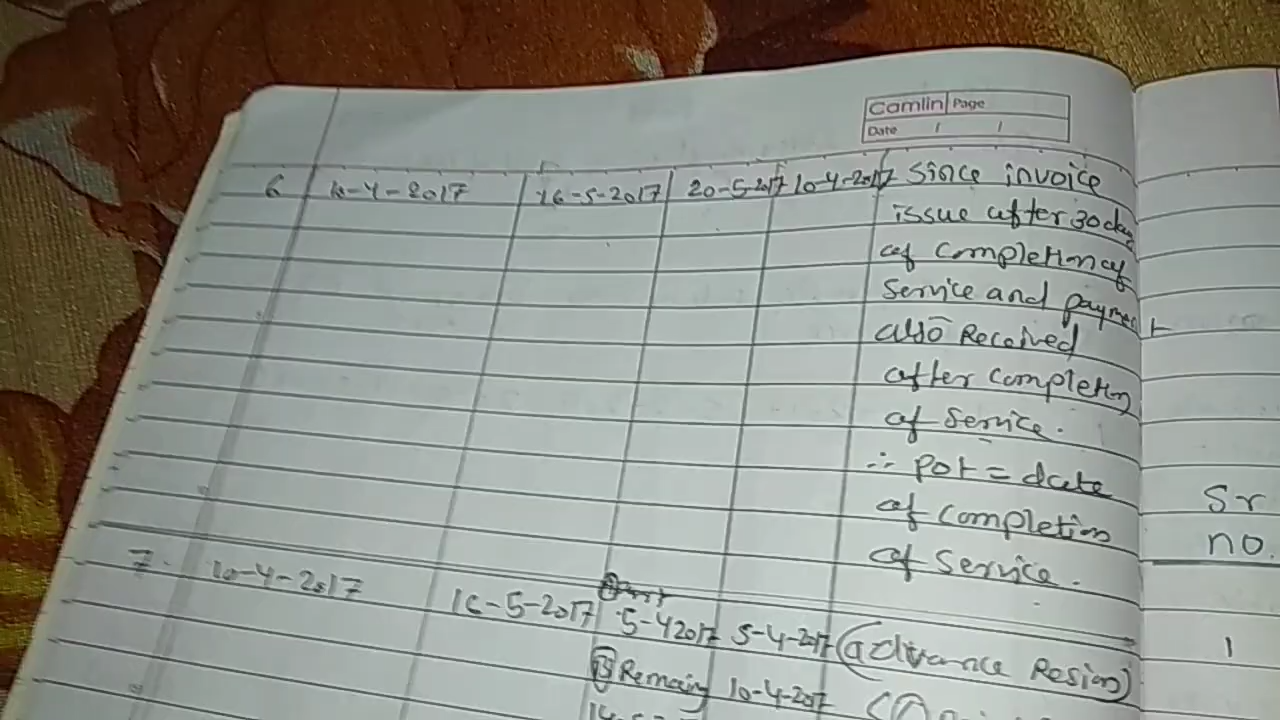 Camlin Page
Date / /
6 10-4-2017 16-5-2017 20-5-2017 10-4-2017 Since invoice
issue after 30 days
of completion of
Service and payment
also Received
after completion
of Service.
∴ POT = date
of Completion
of Service.
Sr
no.
7. 10-4-2017 16-5-2017 5-4-2017 5-4-2017 (Advance
1
Remaing 10-4-2017